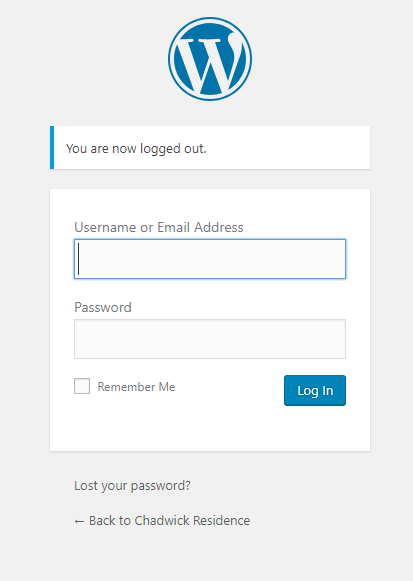 You are now logged out.
Username or Email Address
Password
Remember Me
Log In
Lost your password?
← Back to Chadwick Residence